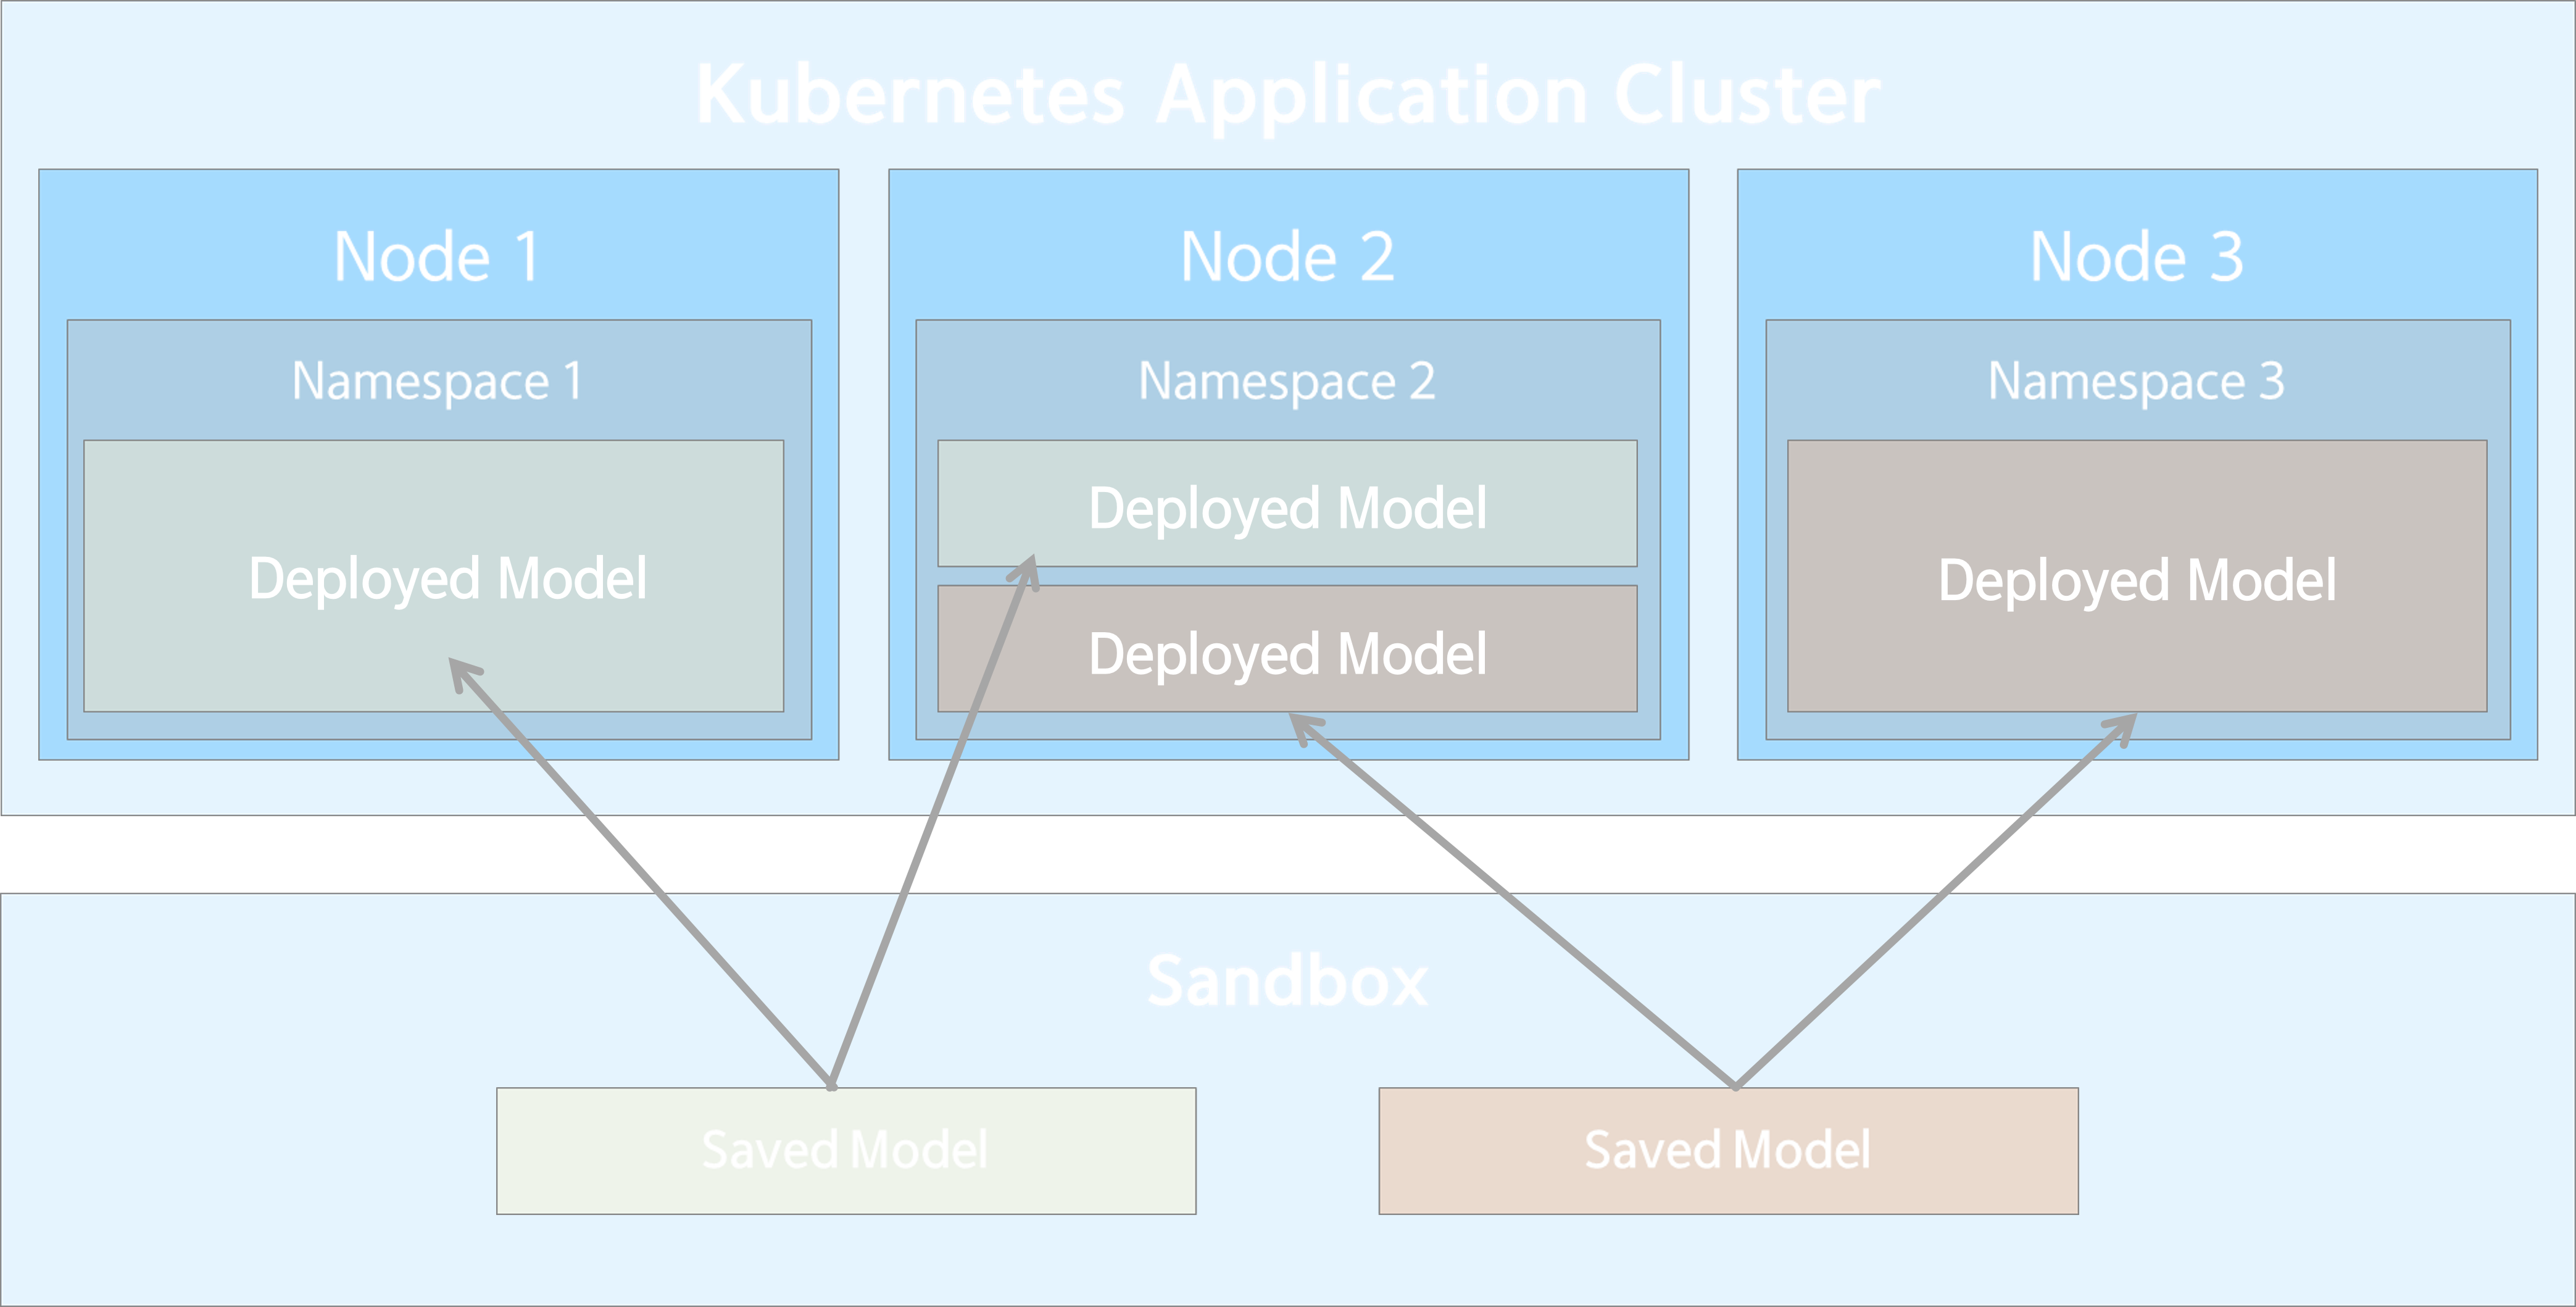 Kubernetes Application Cluster
Node 1
Namespace 1
Deployed Model
Node 2
Namespace 2
Deployed Model
Deployed Model
Node 3
Namespace 3
Deployed Model
Sandbox
Saved Model
Saved Model